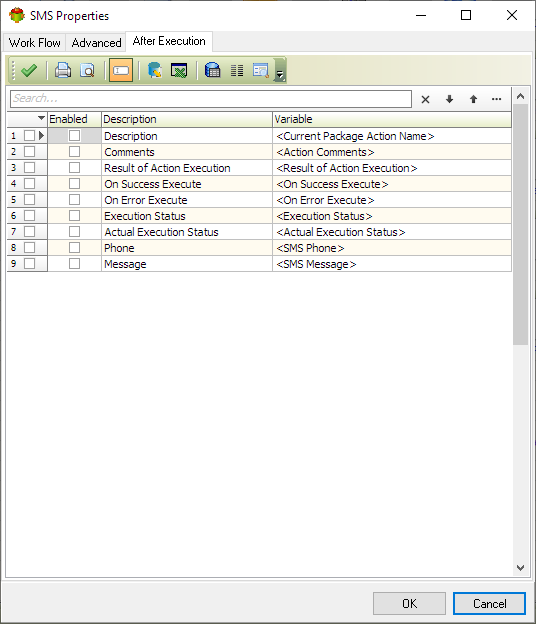 SMS Properties
Work Flow Advanced After Execution
Search...
Enabled Description Variable
1 Description <Current Package Action Name>
2 Comments <Action Comments>
3 Result of Action Execution <Result of Action Execution>
4 On Success Execute <On Success Execute>
5 On Error Execute <On Error Execute>
6 Execution Status <Execution Status>
7 Actual Execution Status <Actual Execution Status>
8 Phone <SMS Phone>
9 Message <SMS Message>
OK Cancel